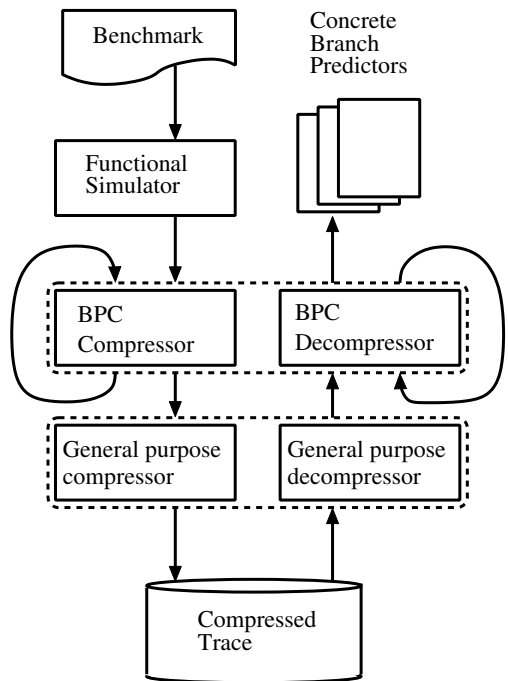 Benchmark
Concrete
Branch
Predictors
Functional
Simulator
BPC
Compressor
BPC
Decompressor
General purpose
compressor
General purpose
decompressor
Compressed
Trace